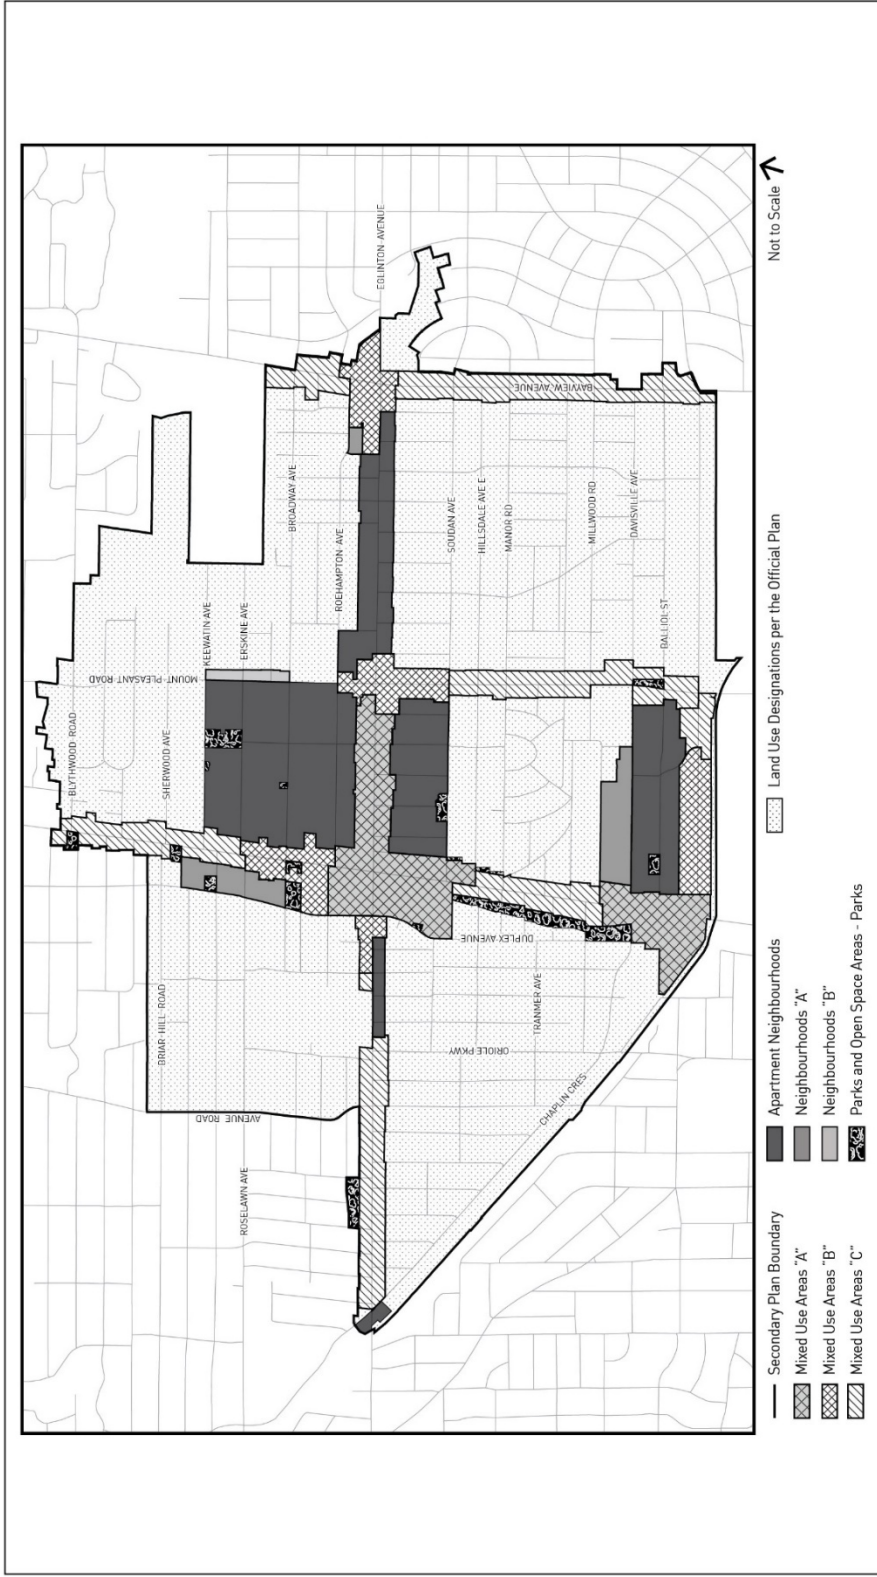 BLYTHWOOD ROAD
SHERWOOD AVE
MOUNT PLEASANT ROAD
KEEWATIN AVE
ERSKINE AVE
BROADWAY AVE
ROEHAMPTON AVE
EGLINTON AVENUE
BRIAR HILL ROAD
AVENUE ROAD
ROSELAWN AVE
DUPLEX AVENUE
ORIOLE PKWY
TRANMER AVE
CHAPLIN CRES
SOUDAN AVE
HILLSDALE AVE E
MANOR RD
BAYVIEW AVENUE
MILLWOOD RD
DAVISVILLE AVE
BALLIOL ST
Secondary Plan Boundary
Mixed Use Areas "A"
Mixed Use Areas "B"
Mixed Use Areas "C"
Apartment Neighbourhoods
Neighbourhoods "A"
Neighbourhoods "B"
Parks and Open Space Areas - Parks
Land Use Designations per the Official Plan
Not to Scale